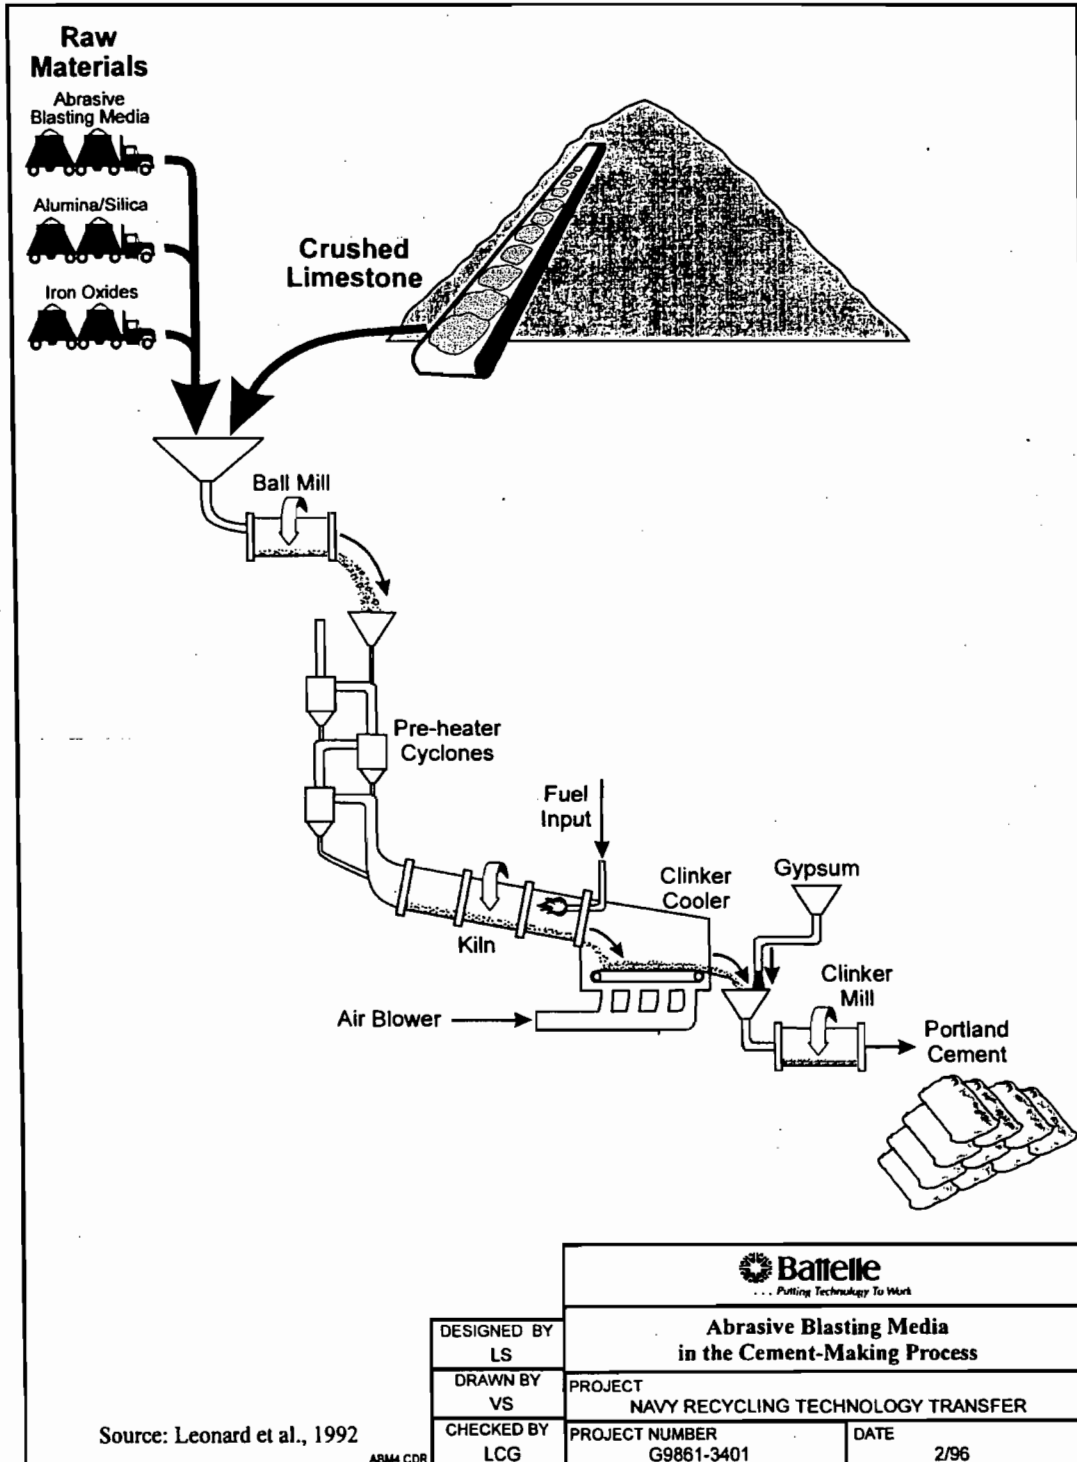 Raw
Materials
Abrasive
Blasting Media
Alumina/Silica
Iron Oxides
Crushed
Limestone
Ball Mill
Pre-heater
Cyclones
Fuel
Input
Clinker
Cooler
Gypsum
Kiln
Clinker
Mill
Air Blower
Portland
Cement
Battelle
. . . Putting Technology To Work
DESIGNED BY
LS
Abrasive Blasting Media
in the Cement-Making Process
DRAWN BY
VS
PROJECT
NAVY RECYCLING TECHNOLOGY TRANSFER
Source: Leonard et al., 1992
ABM4.CDR
CHECKED BY
LCG
PROJECT NUMBER
G9861-3401
DATE
2/96